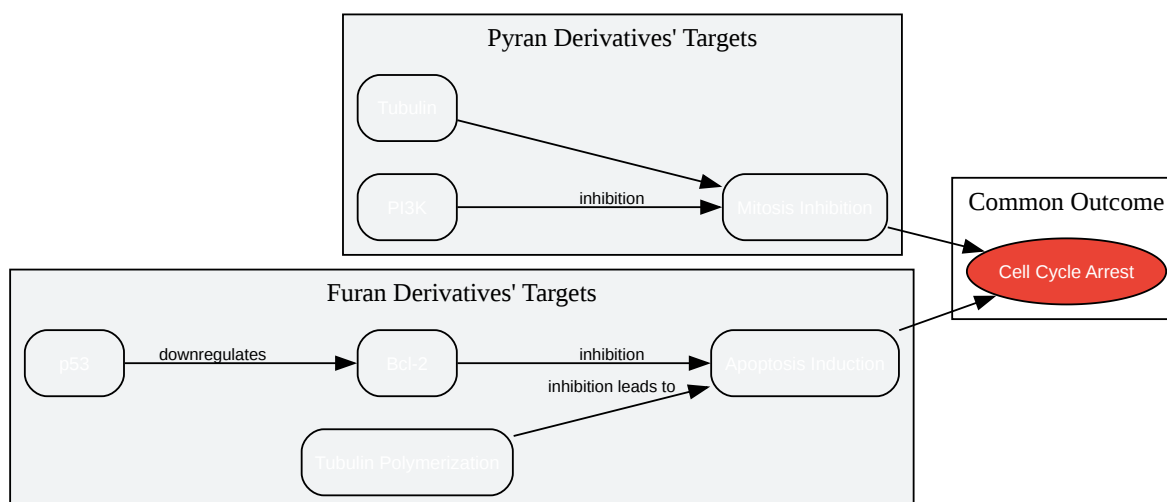 Pyran Derivatives' Targets
Tubulin
PI3K
inhibition
Mitosis Inhibition
Common Outcome
Cell Cycle Arrest
Furan Derivatives' Targets
p53
downregulates
Bcl-2
inhibition
Apoptosis Induction
inhibition leads to
Tubulin Polymerization